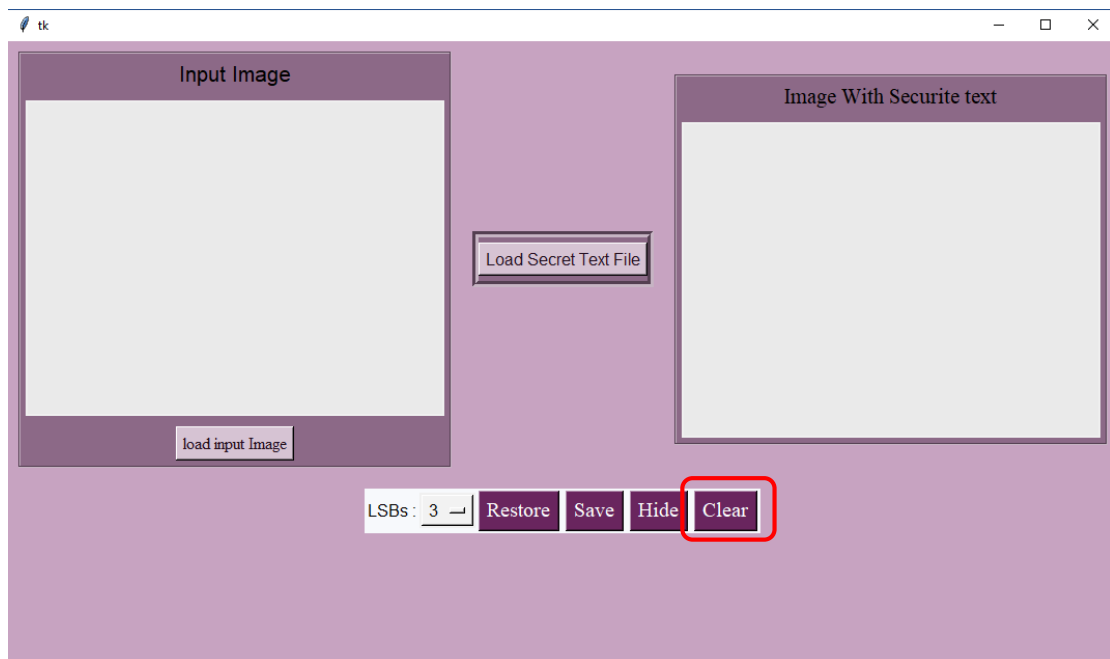 tk
Input Image
Image With Securite text
Load Secret Text File
load input Image
LSBs : 3 Restore Save Hide Clear